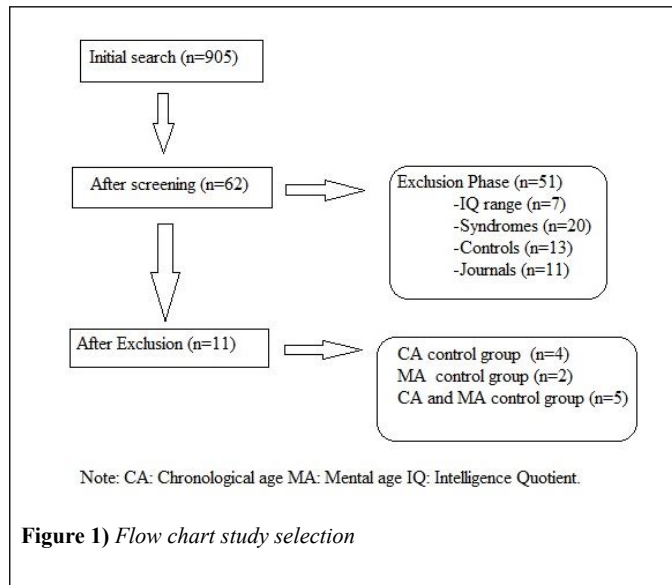 Initial search (n=905)
After screening (n=62)
Exclusion Phase (n=51)
-IQ range (n=7)
-Syndromes (n=20)
-Controls (n=13)
-Journals (n=11)
After Exclusion (n=11)
CA control group (n=4)
MA control group (n=2)
CA and MA control group (n=5)
Note: CA: Chronological age MA: Mental age IQ: Intelligence Quotient.
Figure 1) Flow chart study selection